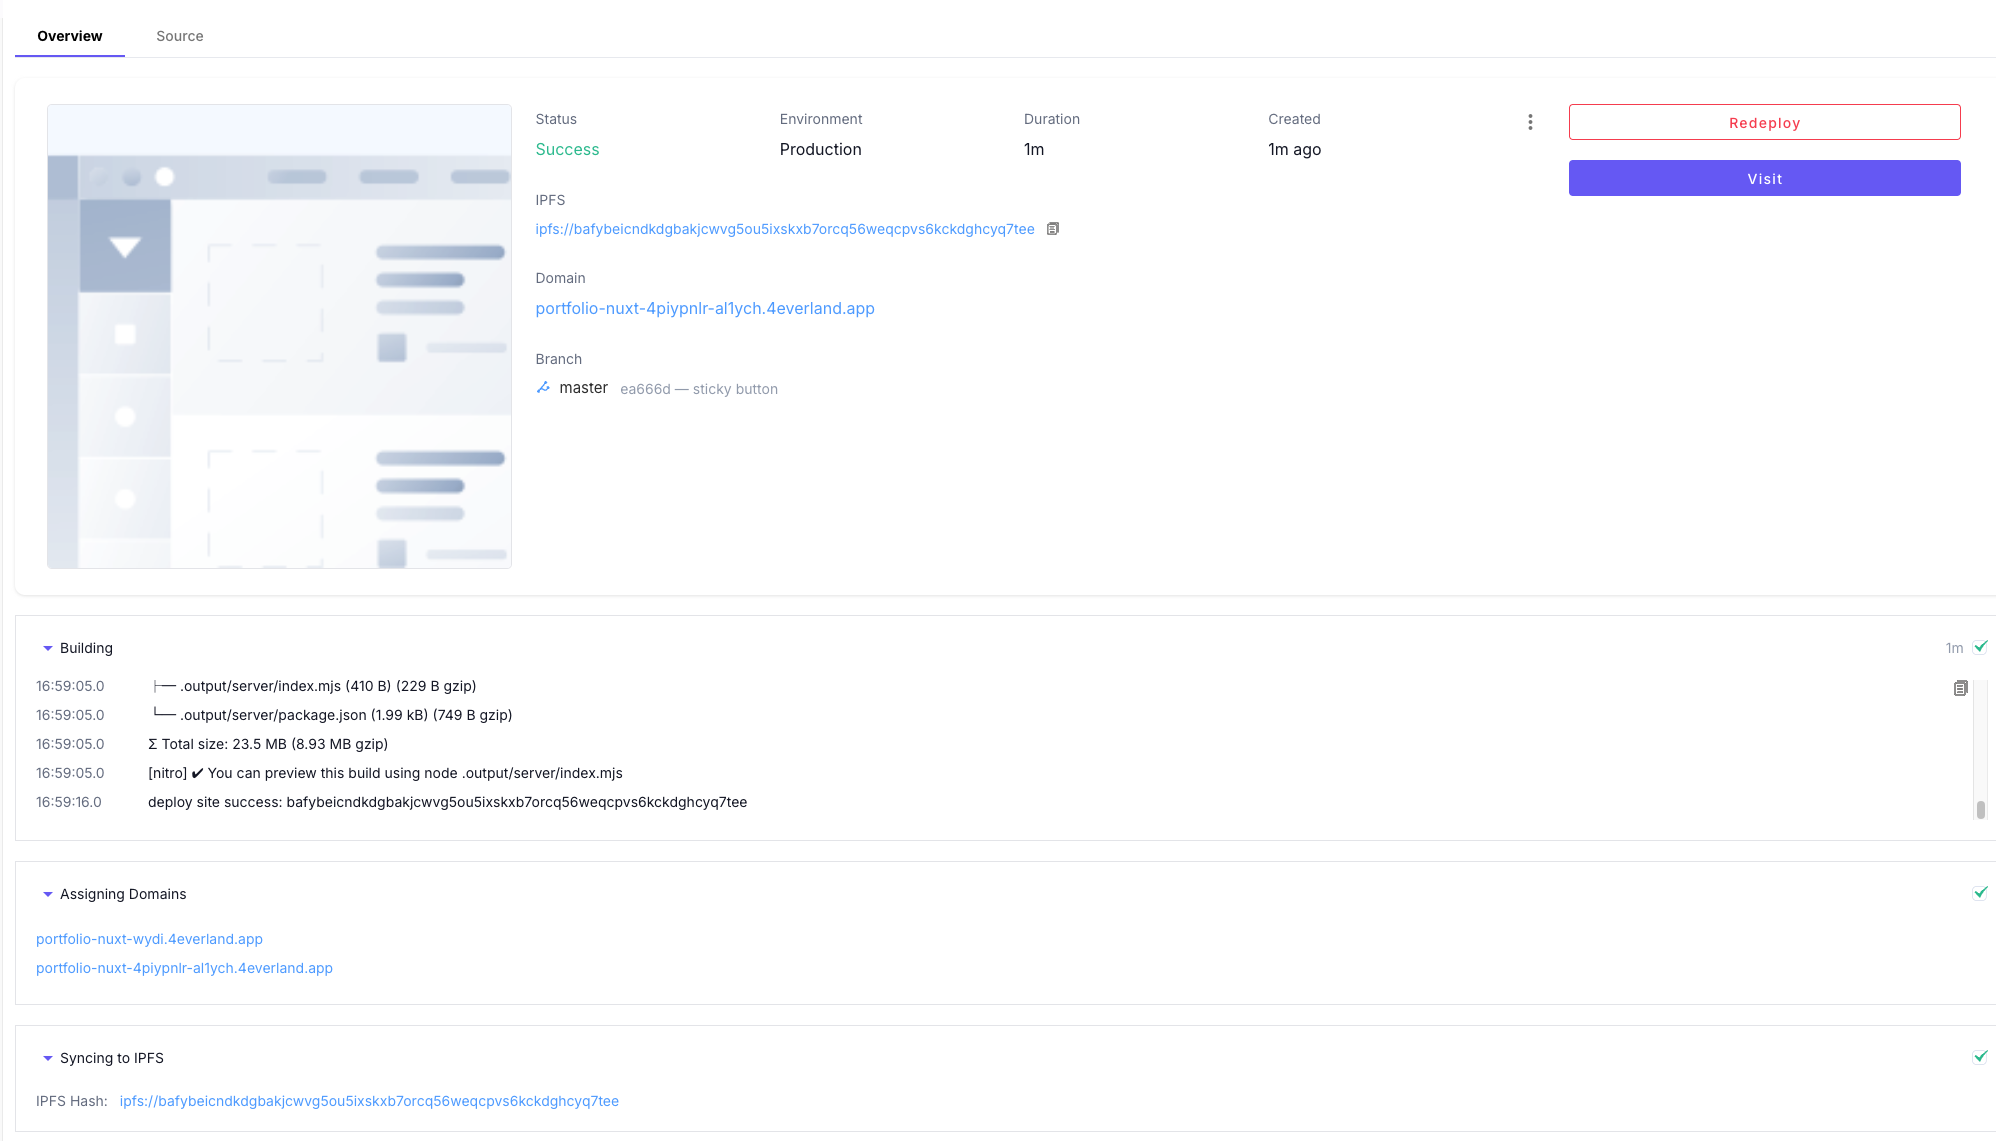 Overview Source
Status Environment Duration Created
Success Production 1m 1m ago
Redeploy
Visit
IPFS
ipfs://bafybeicndkdgbakjcwvg5ou5ixskxb7orcq56weqcpvs6kckdghcyq7tee
Domain
portfolio-nuxt-4piypnlr-al1ych.4everland.app
Branch
master ea666d — sticky button
Building 1m
16:59:05.0 ├── .output/server/index.mjs (410 B) (229 B gzip)
16:59:05.0 └── .output/server/package.json (1.99 kB) (749 B gzip)
16:59:05.0 Σ Total size: 23.5 MB (8.93 MB gzip)
16:59:05.0 [nitro] ✔ You can preview this build using node .output/server/index.mjs
16:59:16.0 deploy site success: bafybeicndkdgbakjcwvg5ou5ixskxb7orcq56weqcpvs6kckdghcyq7tee
Assigning Domains
portfolio-nuxt-wydi.4everland.app
portfolio-nuxt-4piypnlr-al1ych.4everland.app
Syncing to IPFS
IPFS Hash: ipfs://bafybeicndkdgbakjcwvg5ou5ixskxb7orcq56weqcpvs6kckdghcyq7tee